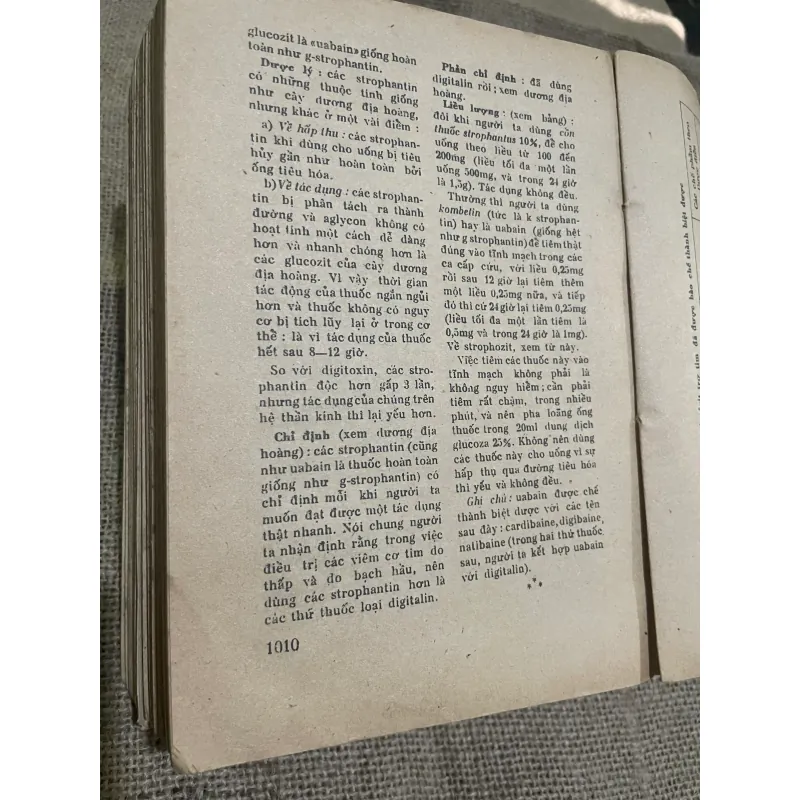 glucozit là «uabain» giống hoàn
toàn như g-strophantin.
Dược lý : các strophantin
có những thuộc tính giống
như cây dương địa hoàng,
nhưng khác ở một vài điểm :
a) Về hấp thu : các strophan-
tin khi dùng cho uống bị tiêu
hủy gần như hoàn toàn bởi
ống tiêu hóa.
b) Về tác dụng : các strophan-
tin bị phân tách ra thành
đường và aglycon không có
hoạt tính một cách dễ dàng
hơn và nhanh chóng hơn là
các glucozit của cây dương
địa hoàng. Vì vậy thời gian
tác động của thuốc ngắn ngủi
hơn và thuốc không có nguy
cơ bị tích lũy lại ở trong cơ
thể : là vì tác dụng của thuốc
hết sau 8—12 giờ.
So với digitoxin, các stro-
phantin độc hơn gấp 3 lần,
nhưng tác dụng của chúng trên
hệ thần kinh thì lại yếu hơn.
Chỉ định (xem dương địa
hoàng) : các strophantin (cũng
như uabain là thuốc hoàn toàn
giống như g-strophantin) có
chỉ định mỗi khi người ta
muốn đạt được một tác dụng
thật nhanh. Nói chung người
ta nhận định rằng trong việc
điều trị các viêm cơ tim do
thấp và do bạch hầu, nên
dùng các strophantin hơn là
các thứ thuốc loại digitalin.
1010
Phản chỉ định : đã dùng
digitalin rồi ; xem dương địa
hoàng.
Liều lượng : (xem bảng) :
đôi khi người ta dùng cồn
thuốc strophantus 10%, để cho
uống theo liều từ 100 đến
200mg (liều tối đa một lần
uống 500mg, và trong 24 giờ
là 1,5g). Tác dụng không đều.
Thường thì người ta dùng
kombetin (tức là k strophan-
tin) hay là uabain (giống hệt
như g strophantin) để tiêm thật
đúng vào tĩnh mạch trong các
ca cấp cứu, với liều 0,25mg
rồi sau 12 giờ lại tiêm thêm
một liều 0,25mg nữa, và tiếp
đó thì cứ 24 giờ lại tiêm 0,25mg
(liều tối đa một lần tiêm là
0,5mg và trong 24 giờ là 1mg).
Về strophozit, xem từ này.
Việc tiêm các thuốc này vào
tĩnh mạch không phải là
không nguy hiểm ; cần phải
tiêm rất chậm, trong nhiều
phút, và nên pha loãng ống
thuốc trong 20ml dung dịch
glucoza 25%. Không nên dùng
các thuốc này cho uống vì sự
hấp thụ qua đường tiêu hóa
thì yếu và không đều.
Ghi chú : uabain được chế
thành biệt dược với các tên
sau đây : cardibaine, digibaine,
natibaine (trong hai thứ thuốc
sau, người ta kết hợp uabain
với digitalin).
***
trợ tim đã được bào chế thành biệt dược
Các chế phẩm theo